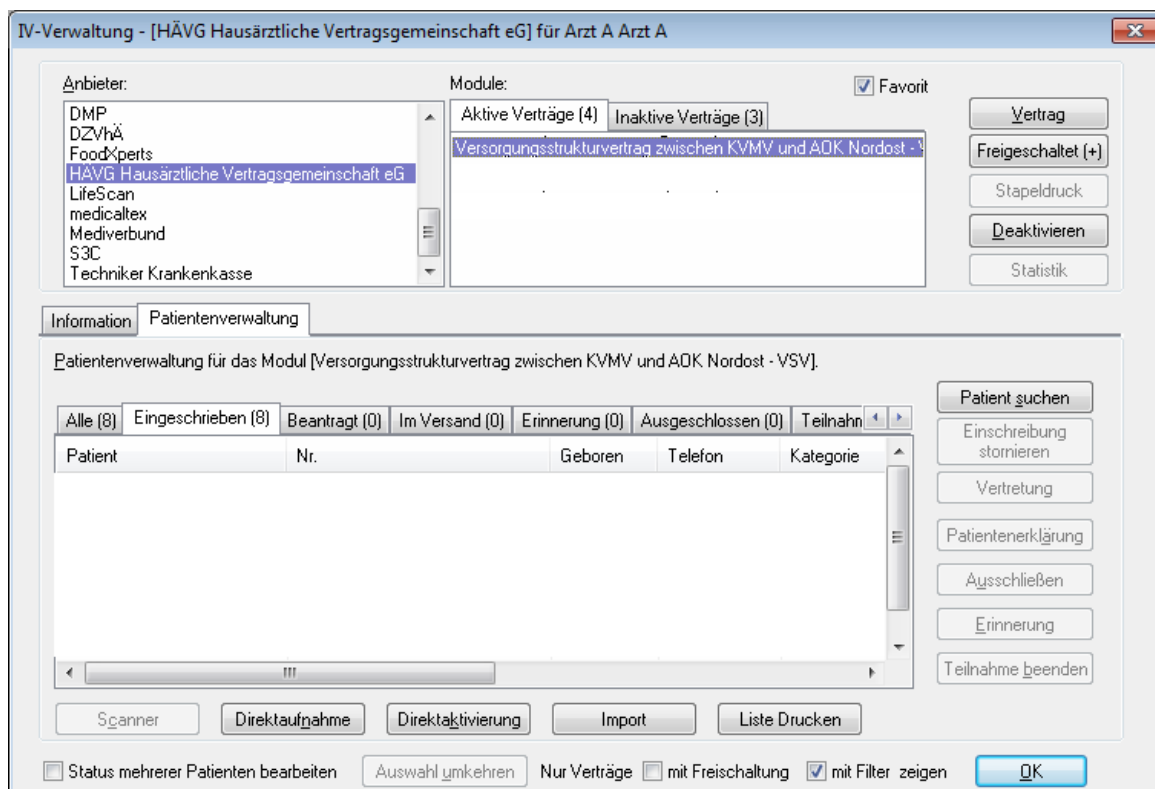 IV-Verwaltung - [HÄVG Hausärztliche Vertragsgemeinschaft eG] für Arzt A Arzt A
Anbieter:
DMP
DZVhÄ
FoodXperts
HÄVG Hausärztliche Vertragsgemeinschaft eG
LifeScan
medicaltex
Mediverbund
S3C
Techniker Krankenkasse
Module:
Favorit
Aktive Verträge (4) Inaktive Verträge (3)
Versorgungsstrukturvertrag zwischen KVMV und AOK Nordost -
Vertrag
Freigeschaltet (+)
Stapeldruck
Deaktivieren
Statistik
Information Patientenverwaltung
Patientenverwaltung für das Modul [Versorgungsstrukturvertrag zwischen KVMV und AOK Nordost - VSV].
Alle (8) Eingeschrieben (8) Beantragt (0) Im Versand (0) Erinnerung (0) Ausgeschlossen (0) Teilnahm
Patient Nr. Geboren Telefon Kategorie
Patient suchen
Einschreibung
stornieren
Vertretung
Patientenerklärung
Ausschließen
Erinnerung
Teilnahme beenden
Scanner Direktaufnahme Direktaktivierung Import Liste Drucken
Status mehrerer Patienten bearbeiten Auswahl umkehren Nur Verträge mit Freischaltung mit Filter zeigen OK